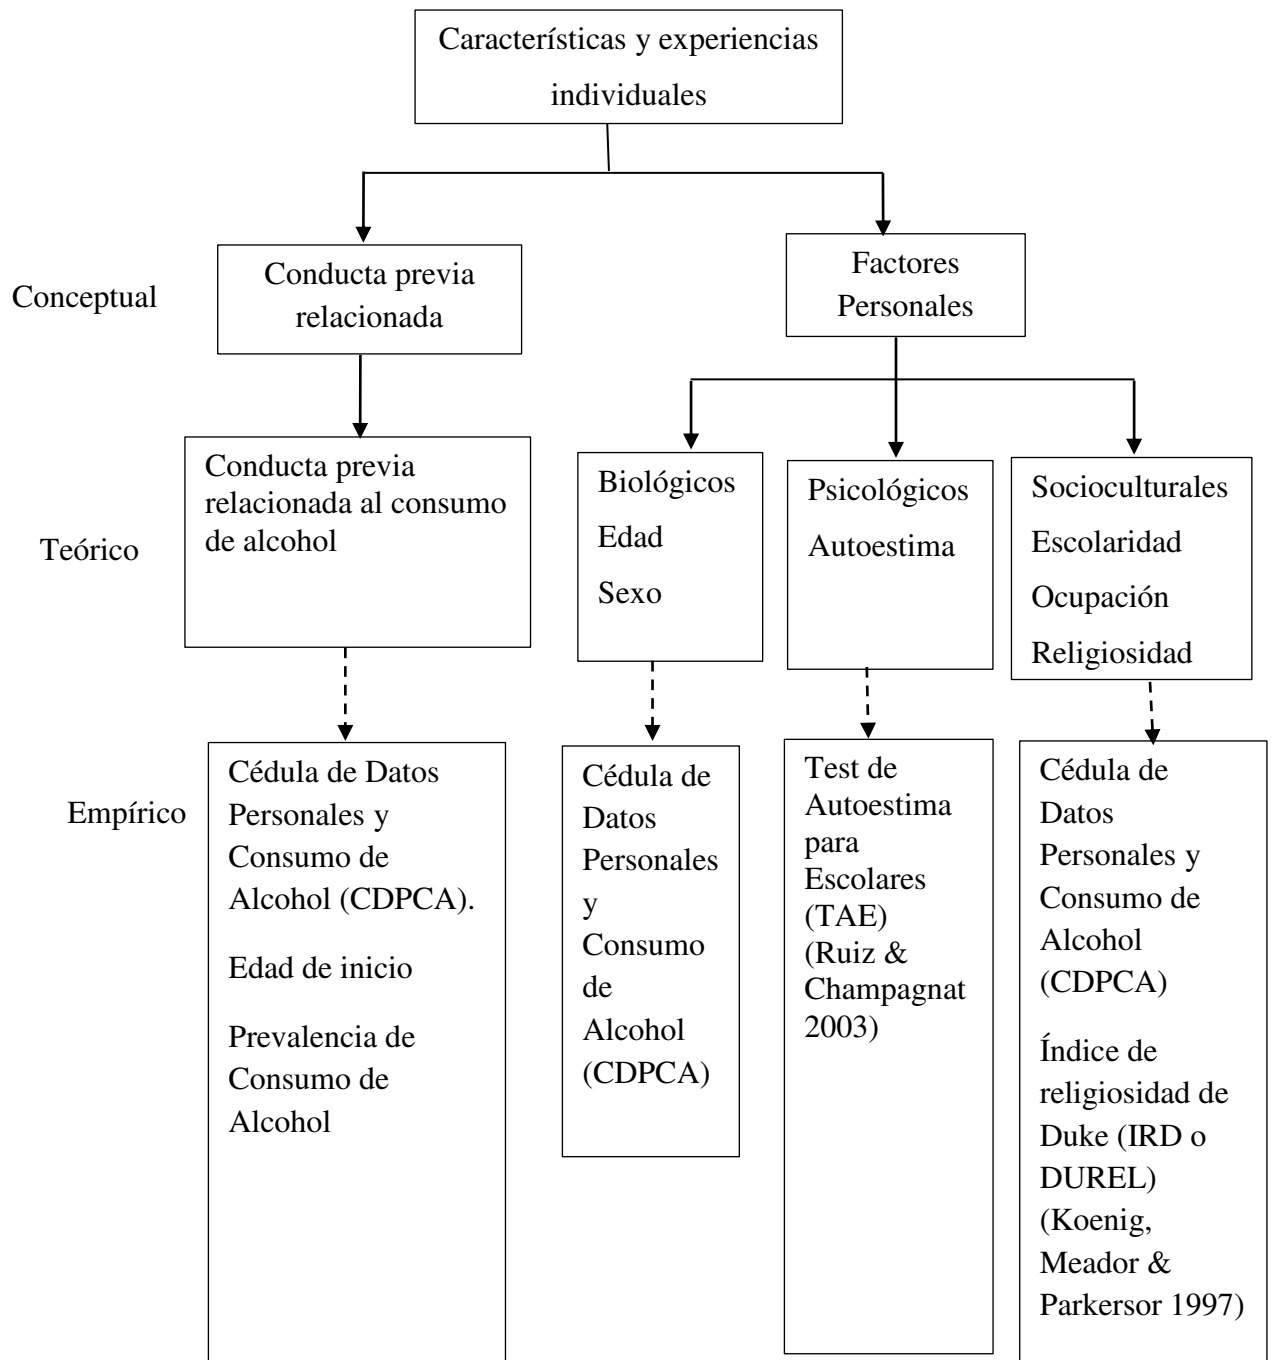 Características y experiencias
individuales
Conceptual
Conducta previa
relacionada
Factores
Personales
Teórico
Conducta previa
relacionada al consumo
de alcohol
Biológicos
Edad
Sexo
Psicológicos
Autoestima
Socioculturales
Escolaridad
Ocupación
Religiosidad
Empírico
Cédula de Datos
Personales y
Consumo de
Alcohol (CDPCA).
Edad de inicio
Prevalencia de
Consumo de
Alcohol
Cédula de
Datos
Personales
y
Consumo
de
Alcohol
(CDPCA)
Test de
Autoestima
para
Escolares
(TAE)
(Ruiz &
Champagnat
2003)
Cédula de
Datos
Personales y
Consumo de
Alcohol
(CDPCA)
Índice de
religiosidad de
Duke (IRD o
DUREL)
(Koenig,
Meador &
Parkersor 1997)